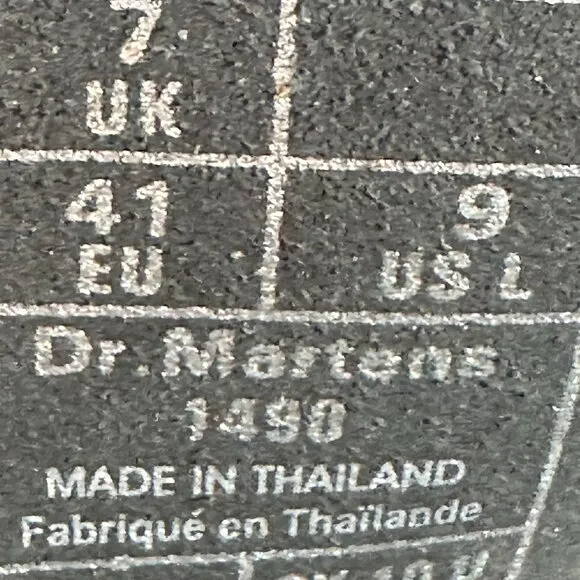 7
UK
41
EU
9
US L
Dr.Martens
1490
MADE IN THAILAND
Fabriqué en Thaïlande